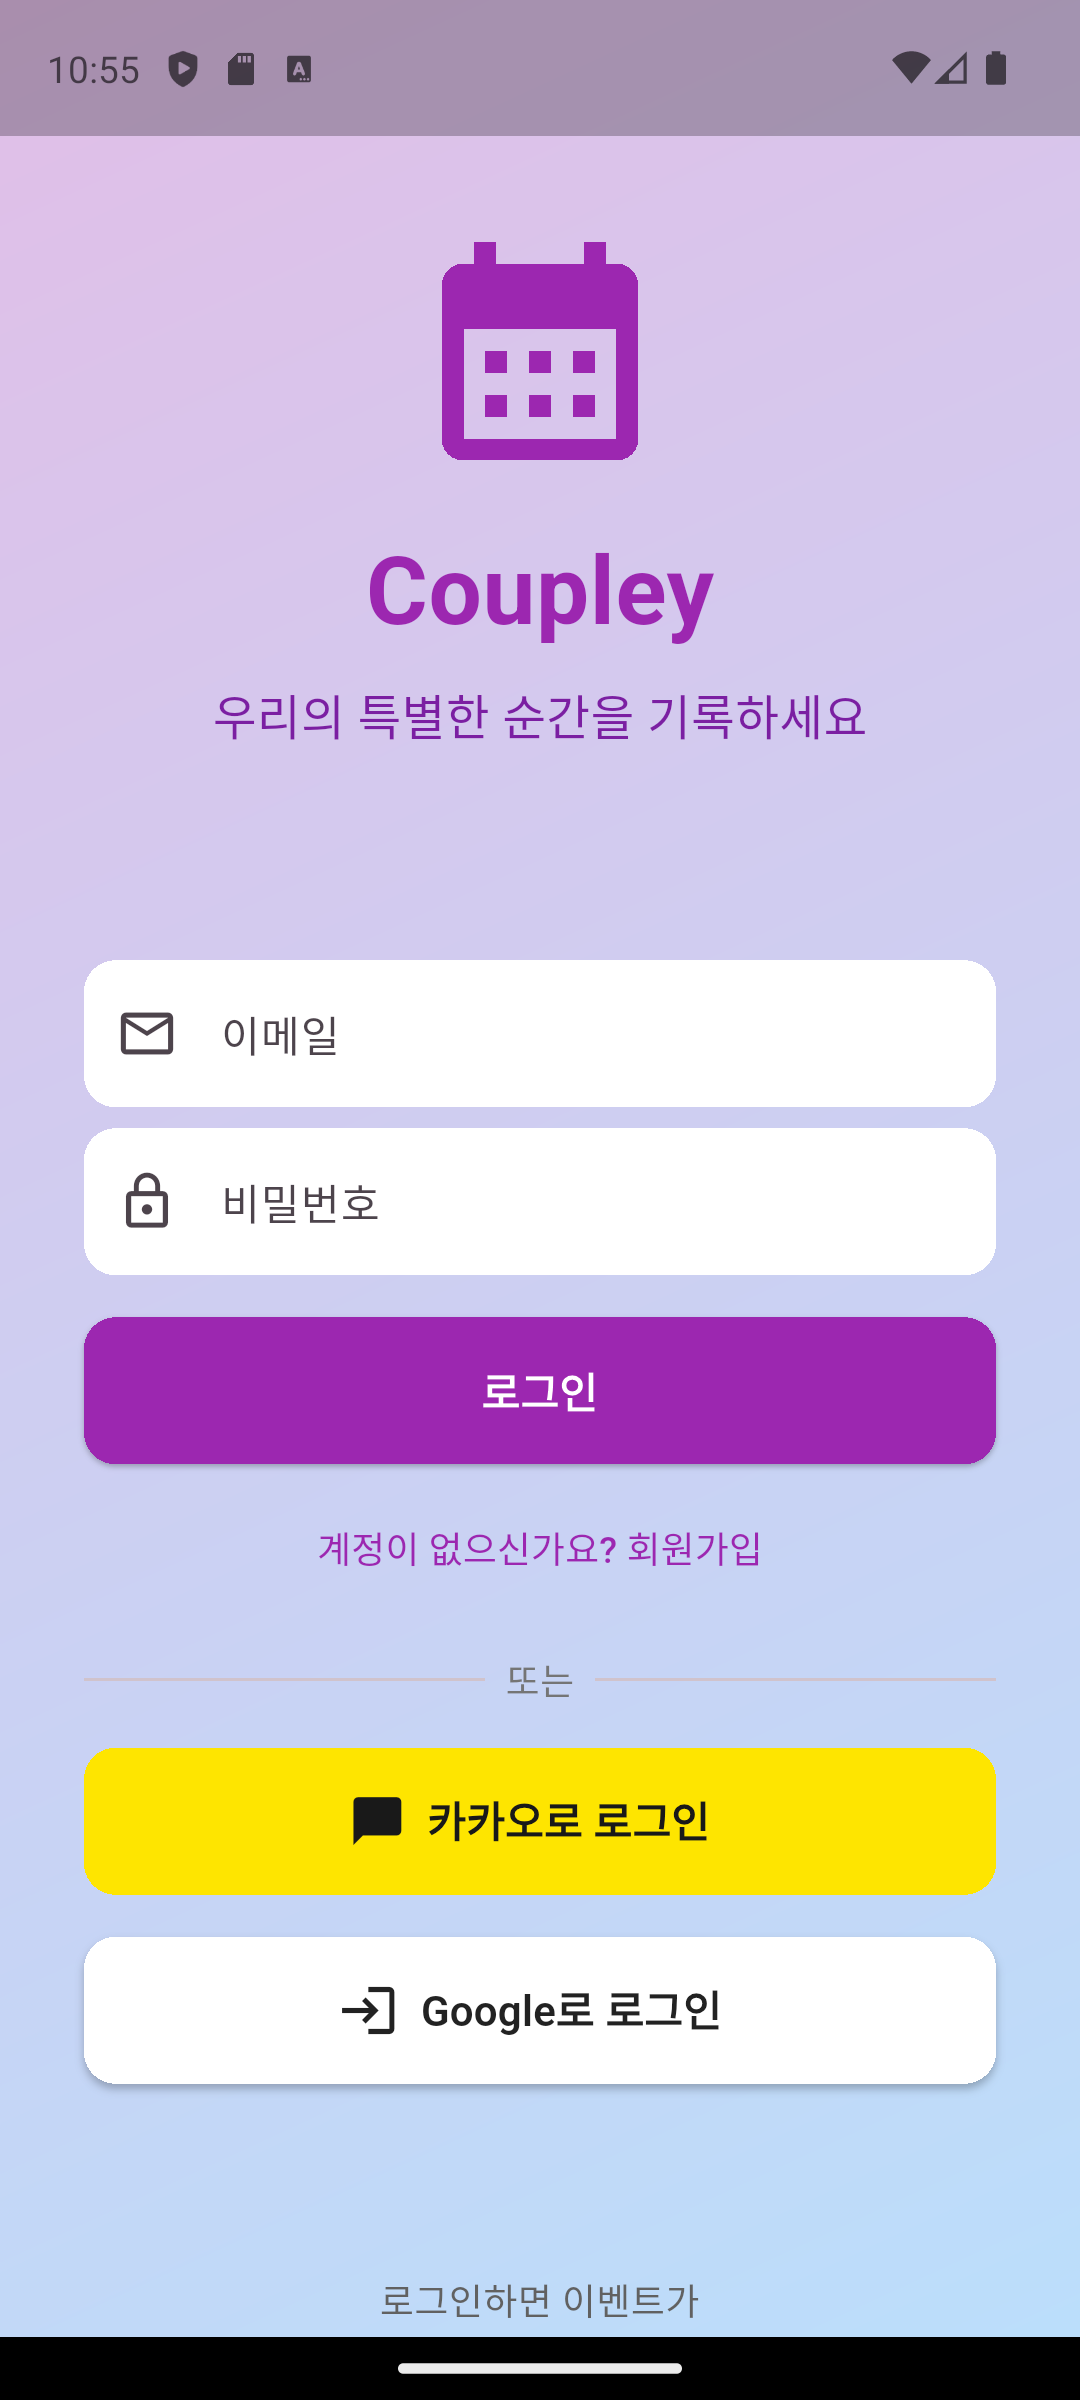 10:55
Coupley
우리의 특별한 순간을 기록하세요
이메일
비밀번호
로그인
계정이 없으신가요? 회원가입
또는
카카오로 로그인
Google로 로그인
로그인하면 이벤트가